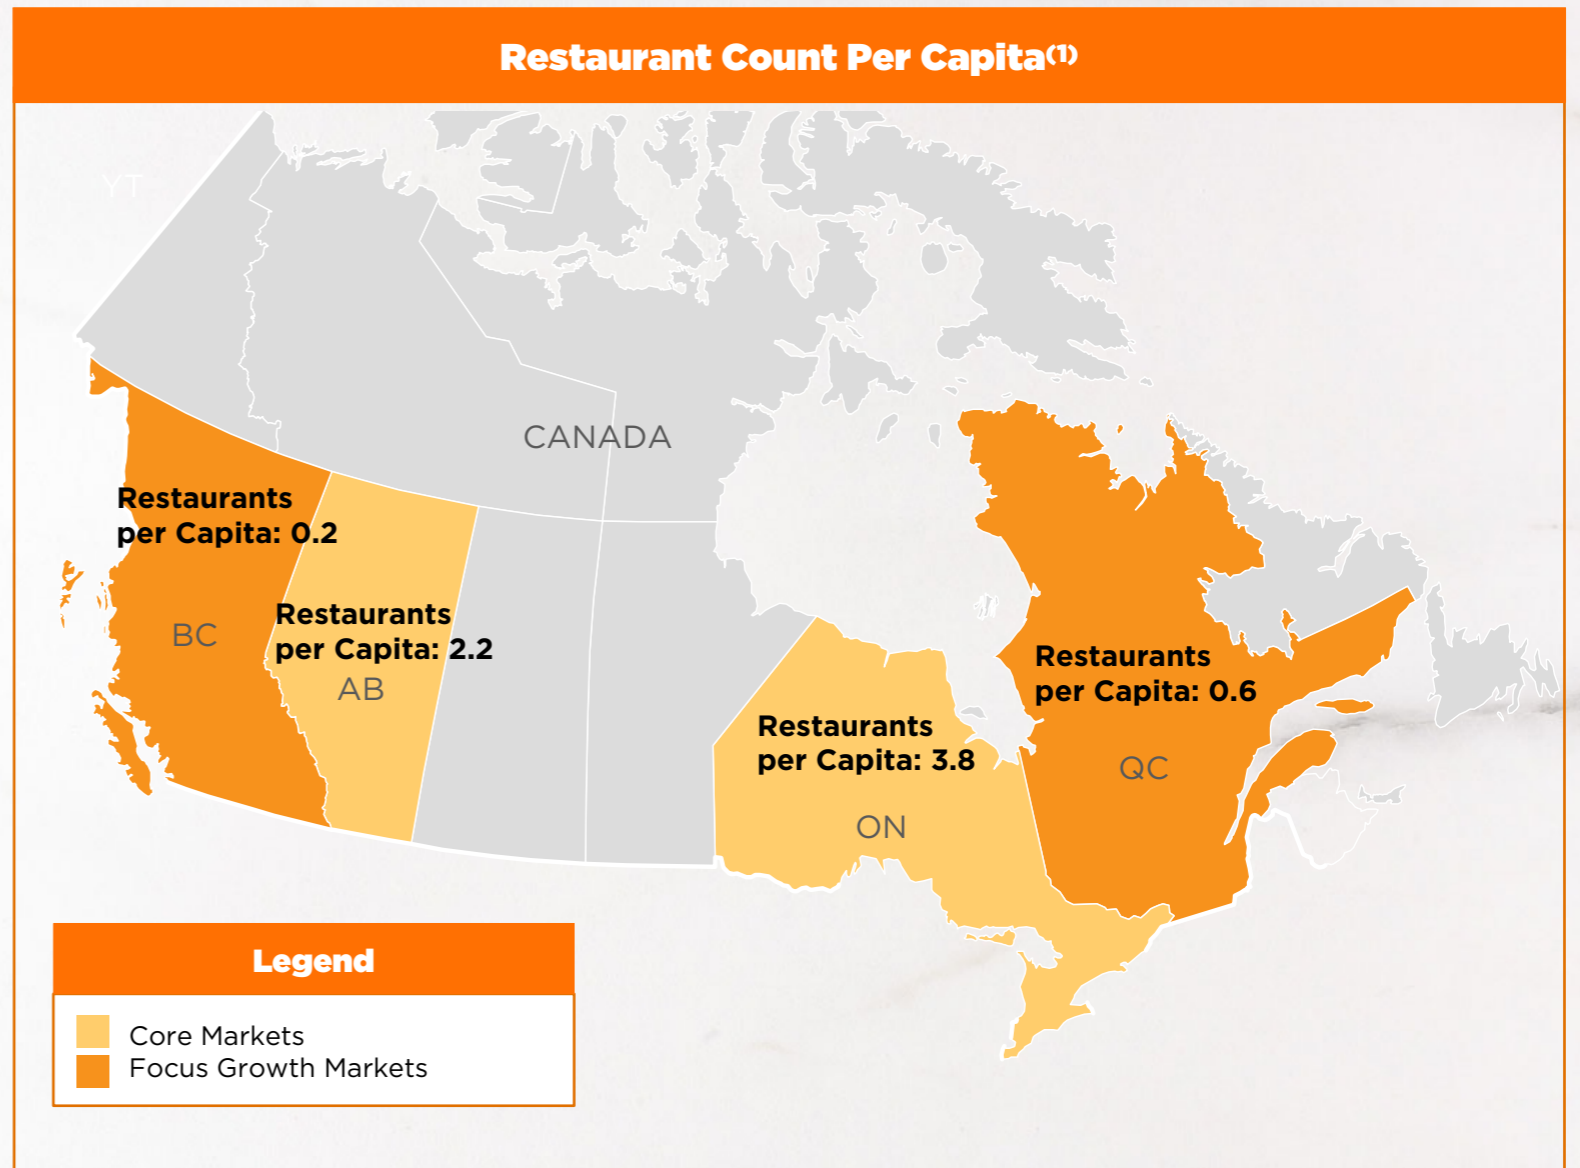 Restaurant Count Per Capita(1)
YT
CANADA
Restaurants
per Capita: 0.2
BC
Restaurants
per Capita: 2.2
AB
Restaurants
per Capita: 3.8
ON
Restaurants
per Capita: 0.6
QC
Legend
Core Markets
Focus Growth Markets